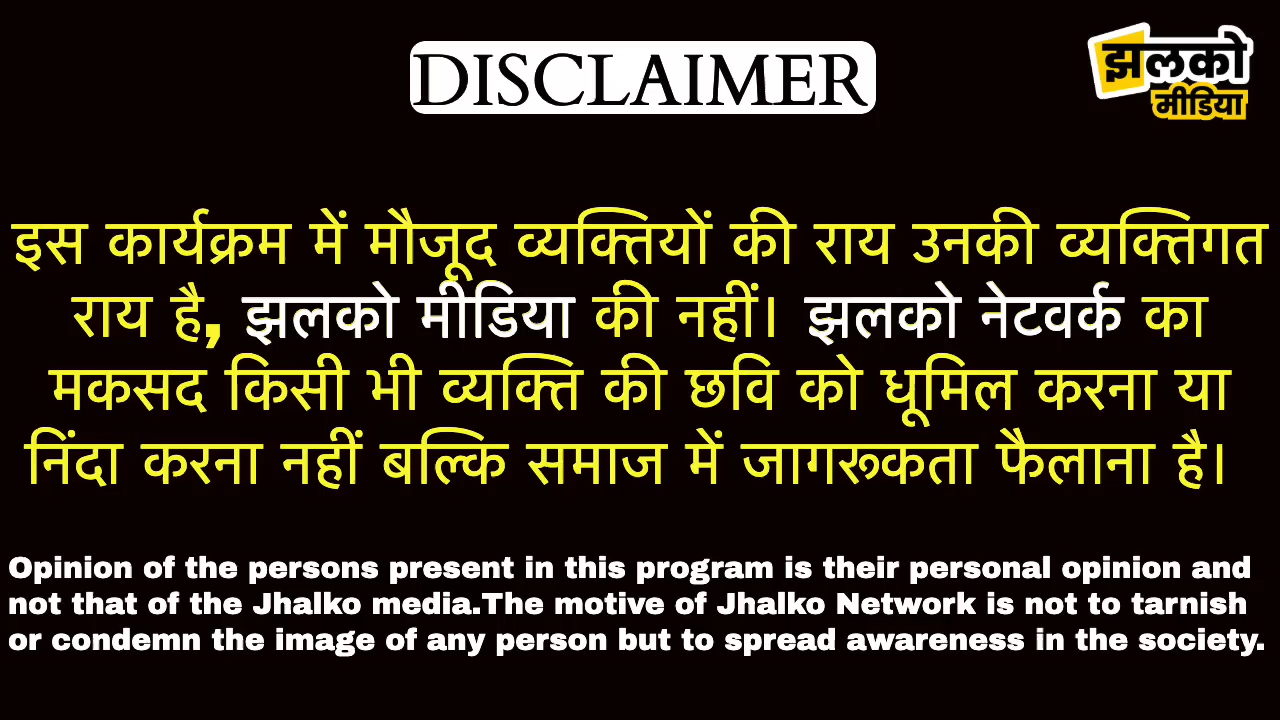 DISCLAIMER
झलको
मीडिया
इस कार्यक्रम में मौजूद व्यक्तियों की राय उनकी व्यक्तिगत
राय है, झलको मीडिया की नहीं। झलको नेटवर्क का
मकसद किसी भी व्यक्ति की छवि को धूमिल करना या
निंदा करना नहीं बल्कि समाज में जागरूकता फैलाना है।
Opinion of the persons present in this program is their personal opinion and
not that of the Jhalko media.The motive of Jhalko Network is not to tarnish
or condemn the image of any person but to spread awareness in the society.